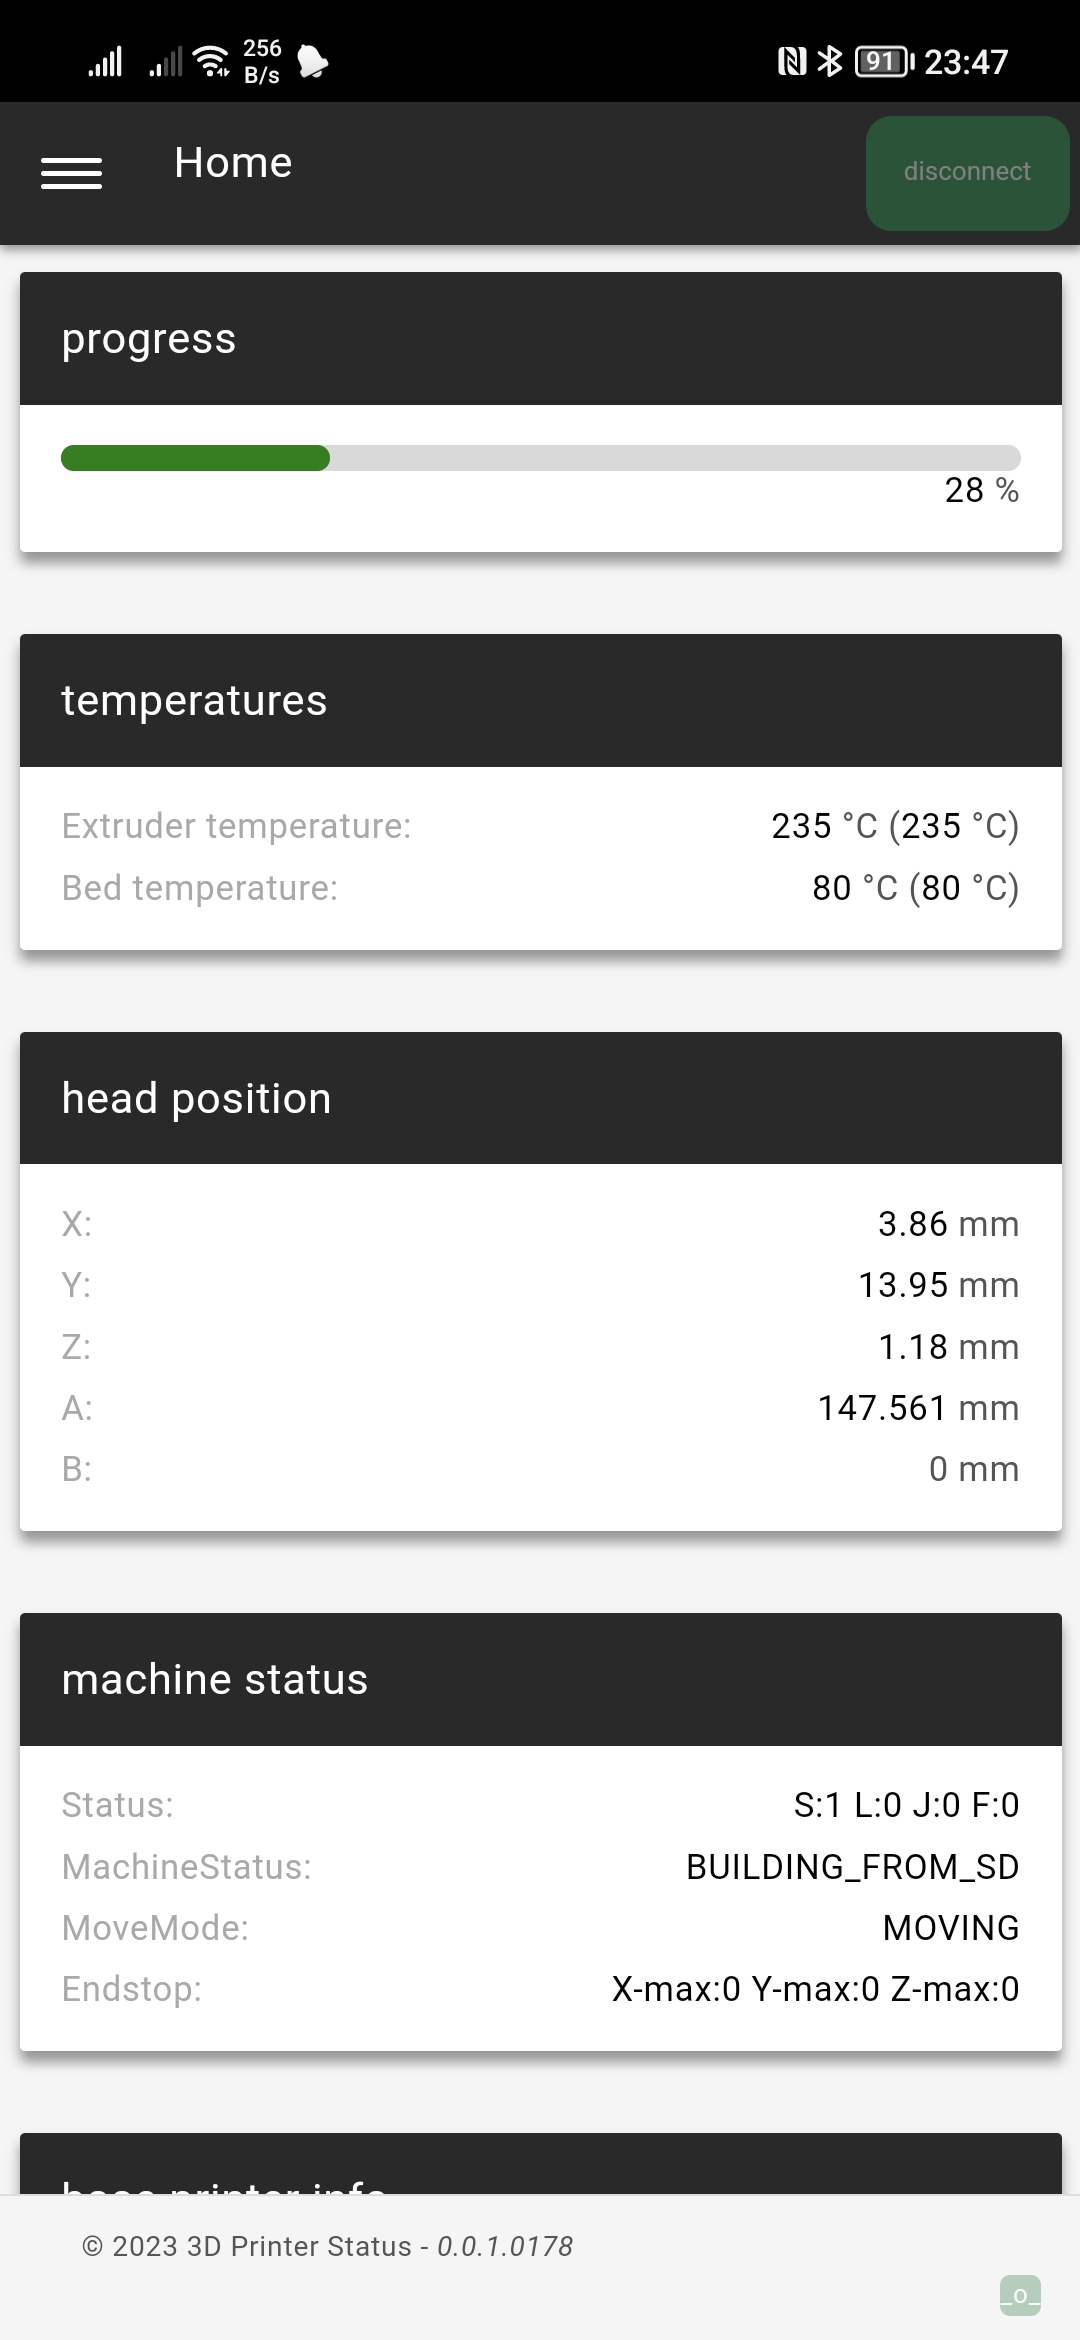 256
B/s
91
23:47
Home
disconnect
progress
28 %
temperatures
Extruder temperature: 235 °C (235 °C)
Bed temperature: 80 °C (80 °C)
head position
X: 3.86 mm
Y: 13.95 mm
Z: 1.18 mm
A: 147.561 mm
B: 0 mm
machine status
Status: S:1 L:0 J:0 F:0
MachineStatus: BUILDING_FROM_SD
MoveMode: MOVING
Endstop: X-max:0 Y-max:0 Z-max:0
base printer info
© 2023 3D Printer Status - 0.0.1.0178
_o_